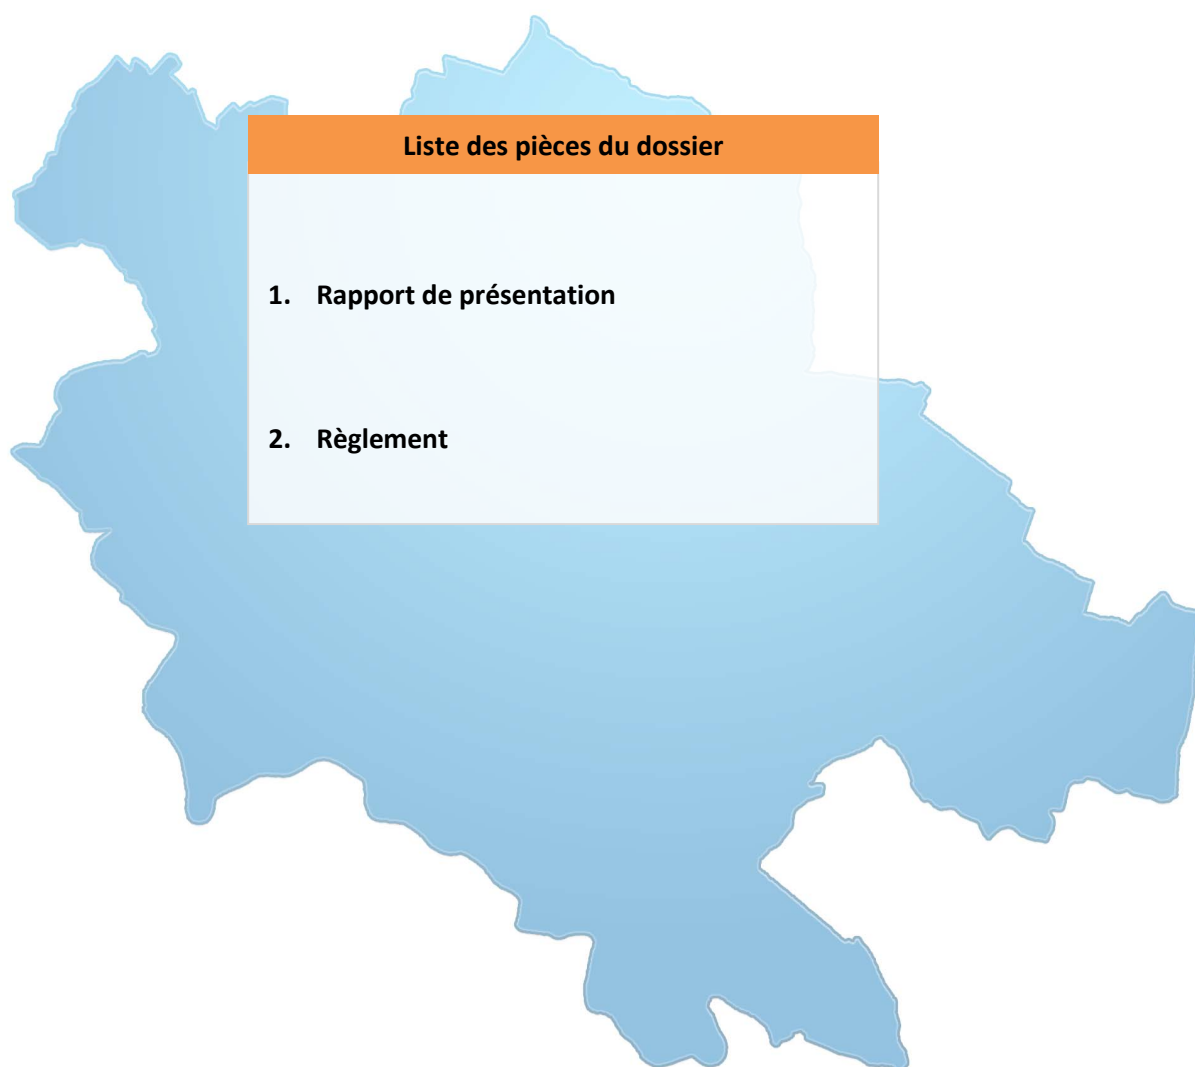 Liste des pièces du dossier
1. Rapport de présentation
2. Règlement